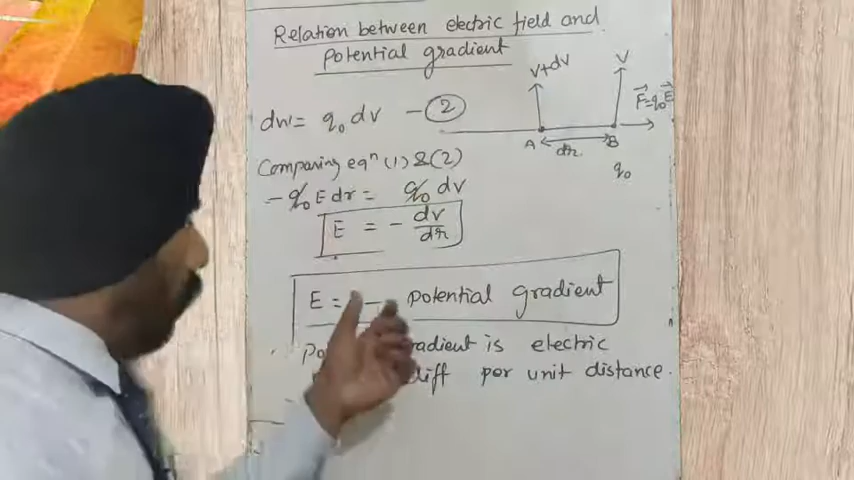 Relation between electric field and
Potential gradient
V+dV
V
dW = q₀ dV — (2)
F⃗=q₀E⃗
A
dr
B
q₀
Comparing eqⁿ (1) & (2)
- q₀ E dr = q₀ dV
E = - dV/dr
E = - potential gradient
gradient is electric
diff per unit distance.